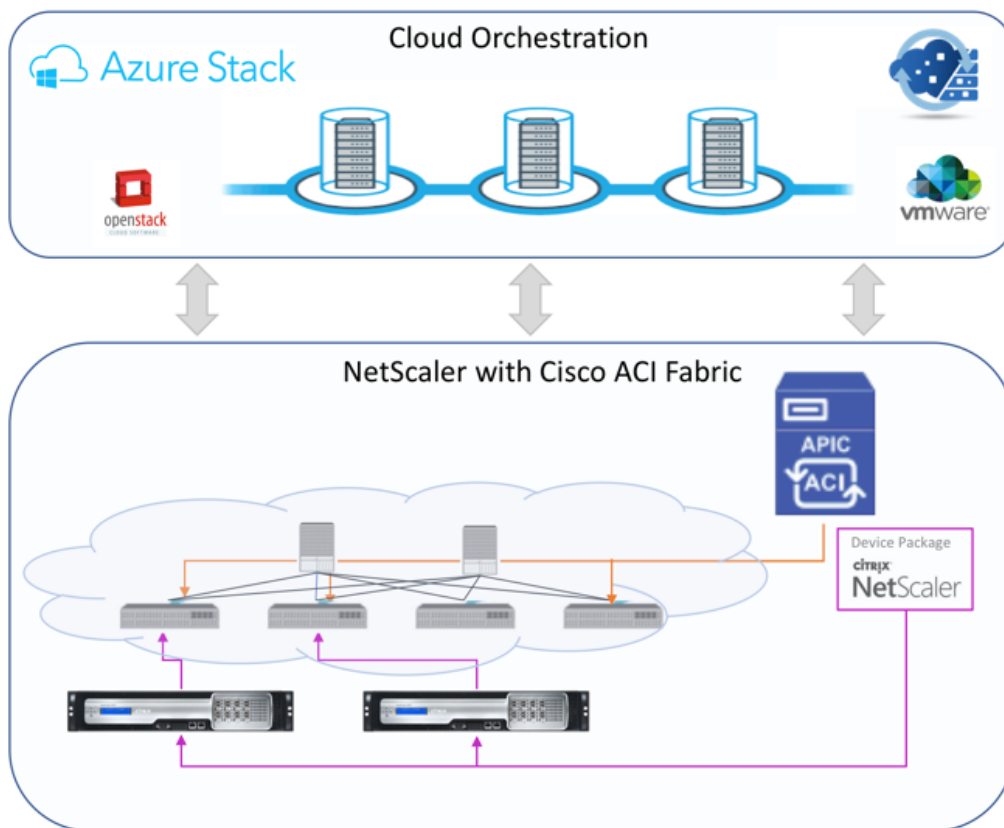 Cloud Orchestration
Azure Stack
openstack
CLOUD SOFTWARE
vmware
NetScaler with Cisco ACI Fabric
APIC
ACI
Device Package
citrix
NetScaler